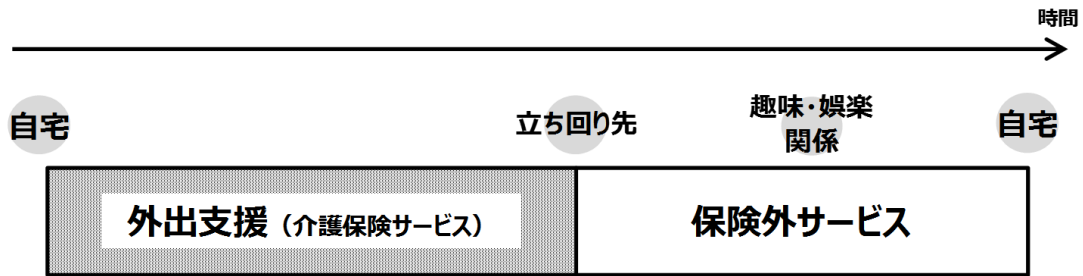 時間
自宅
立ち回り先
趣味・娯楽
関係
自宅
外出支援（介護保険サービス）
保険外サービス